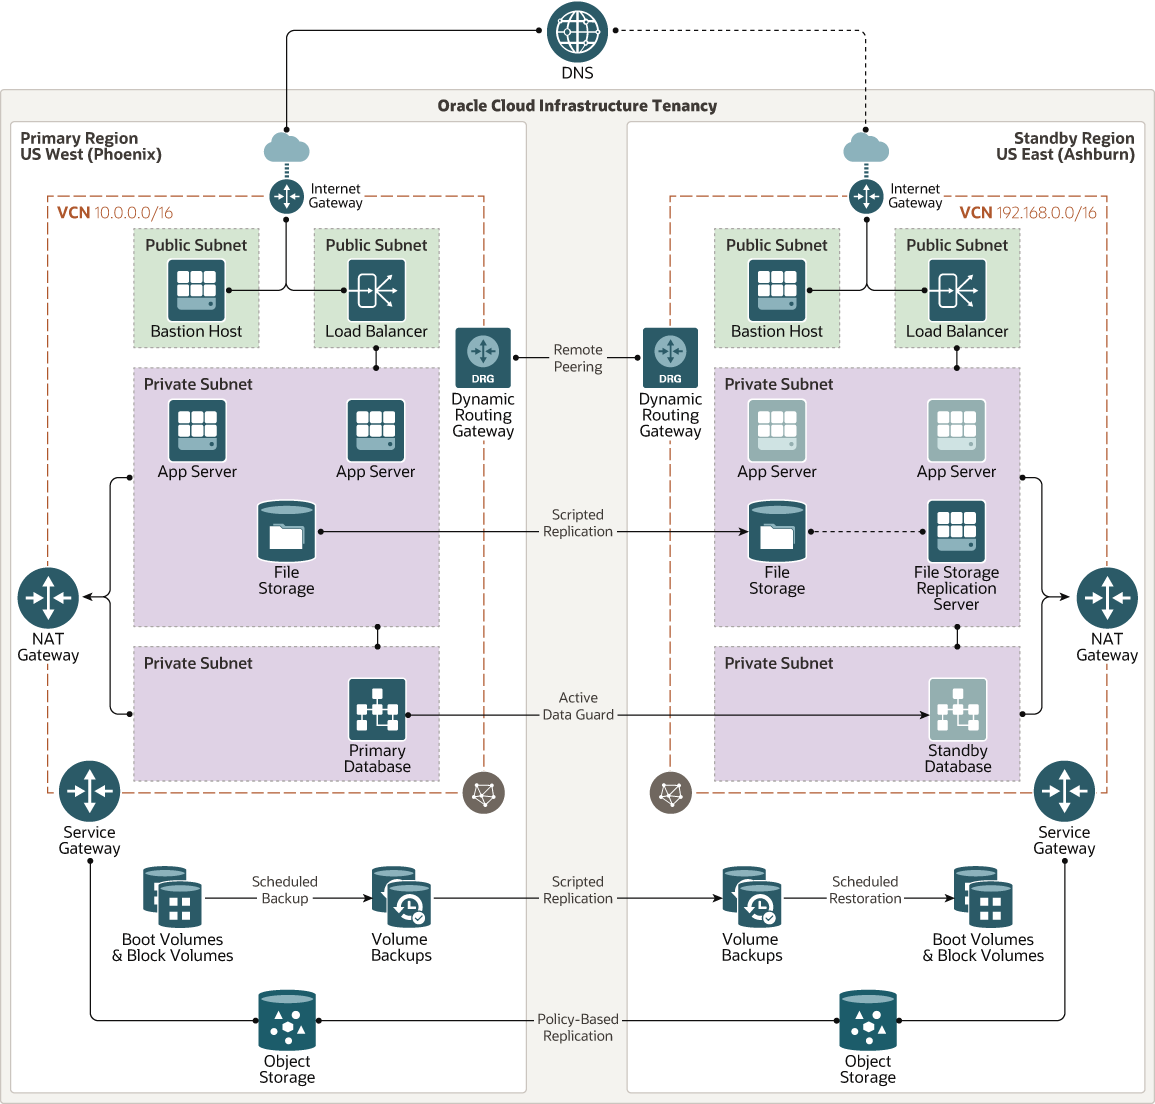 DNS
Oracle Cloud Infrastructure Tenancy
Primary Region
US West (Phoenix)
Standby Region
US East (Ashburn)
Internet
Gateway
Internet
Gateway
VCN 10.0.0.0/16
VCN 192.168.0.0/16
Public Subnet
Public Subnet
Public Subnet
Public Subnet
Bastion Host
Load Balancer
Bastion Host
Load Balancer
DRG
Dynamic
Routing
Gateway
Remote
Peering
DRG
Dynamic
Routing
Gateway
Private Subnet
Private Subnet
App Server
App Server
App Server
App Server
File
Storage
Scripted
Replication
File
Storage
File Storage
Replication
Server
NAT
Gateway
NAT
Gateway
Private Subnet
Private Subnet
Primary
Database
Active
Data Guard
Standby
Database
Service
Gateway
Service
Gateway
Boot Volumes
& Block Volumes
Scheduled
Backup
Volume
Backups
Scripted
Replication
Volume
Backups
Scheduled
Restoration
Boot Volumes
& Block Volumes
Object
Storage
Policy-Based
Replication
Object
Storage